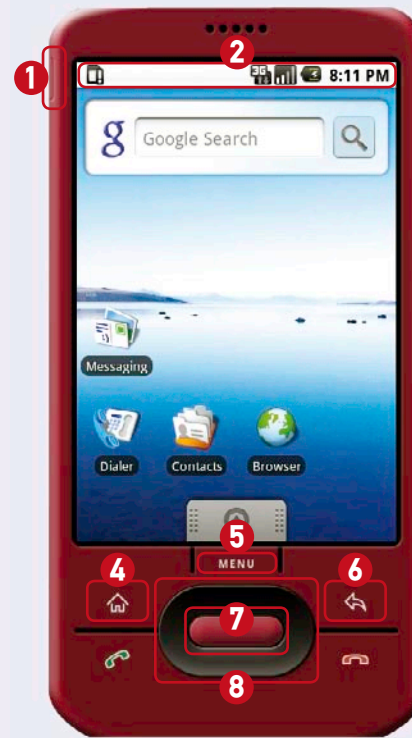 2
1
3G
8:11 PM
g Google Search
Messaging
Dialer Contacts Browser
5
4 MENU 6
7
8